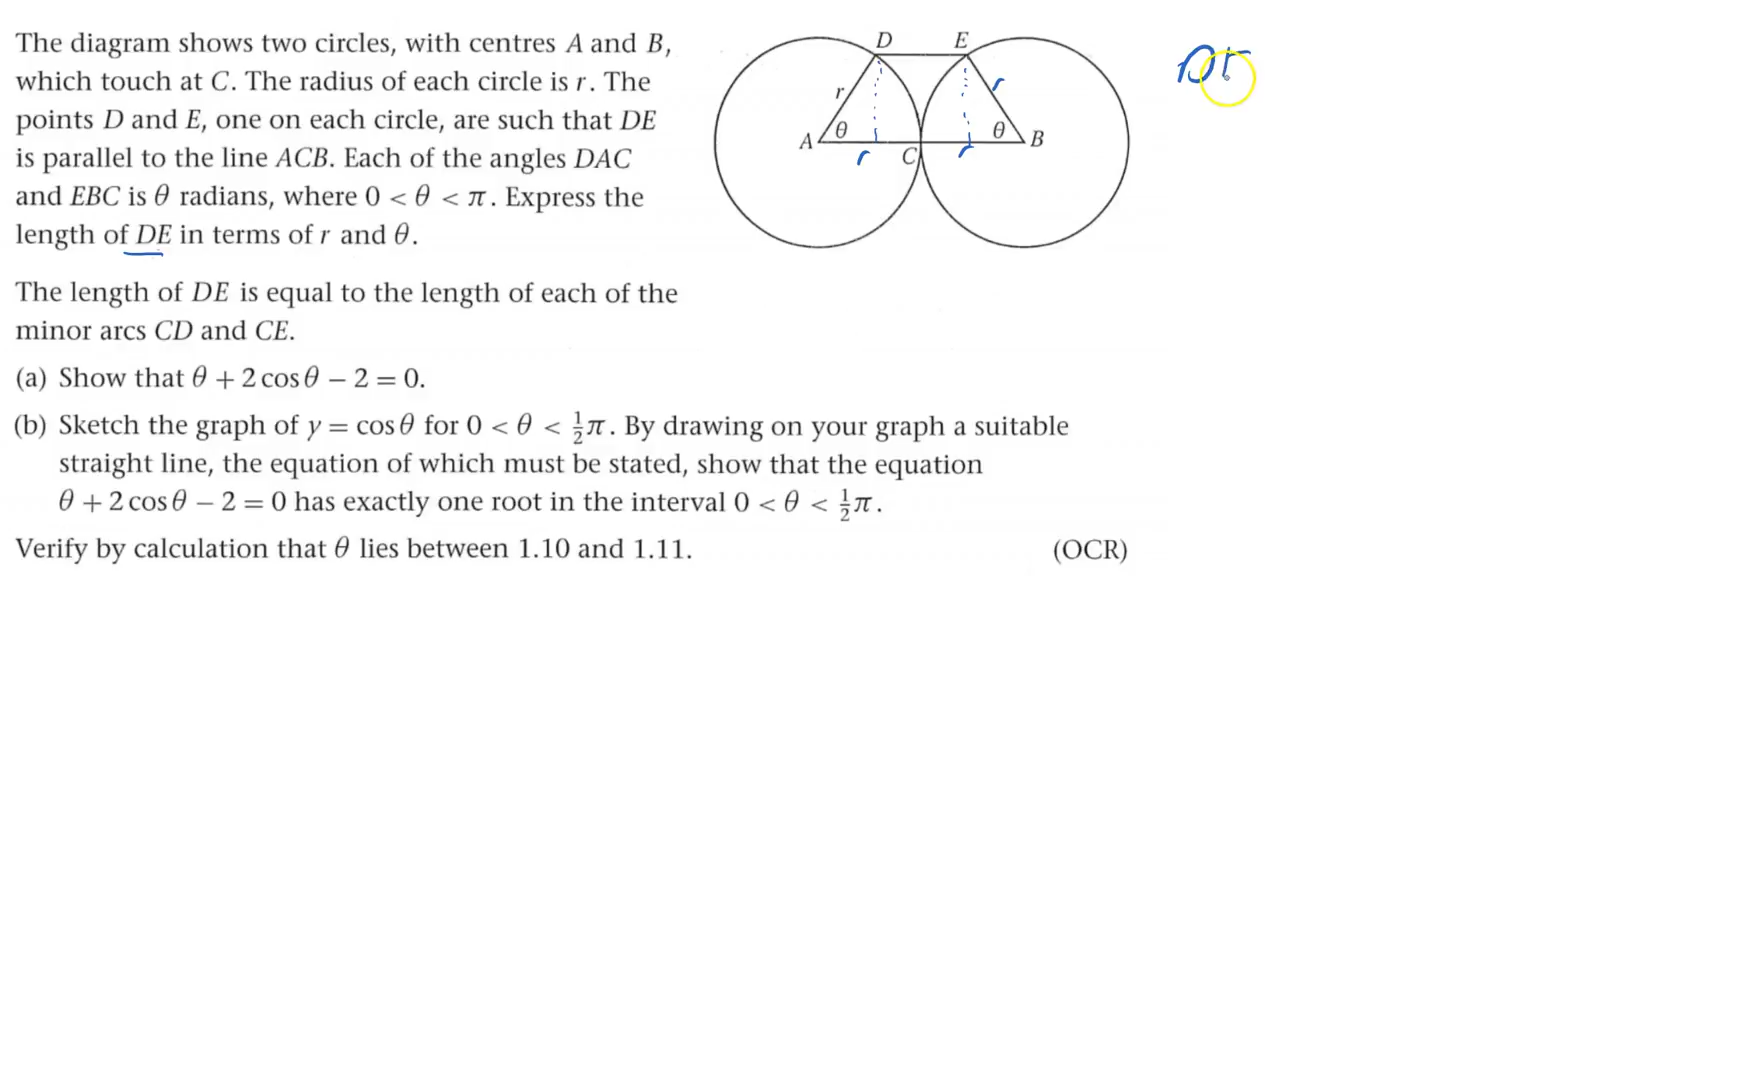 The diagram shows two circles, with centres A and B,
which touch at C. The radius of each circle is r. The
points D and E, one on each circle, are such that DE
is parallel to the line ACB. Each of the angles DAC
and EBC is θ radians, where 0 < θ < π. Express the
length of DE in terms of r and θ.
D E
r r
A θ θ B
r C r
The length of DE is equal to the length of each of the
minor arcs CD and CE.
(a) Show that θ + 2 cos θ − 2 = 0.
(b) Sketch the graph of y = cos θ for 0 < θ < ½π. By drawing on your graph a suitable
straight line, the equation of which must be stated, show that the equation
θ + 2 cos θ − 2 = 0 has exactly one root in the interval 0 < θ < ½π.
Verify by calculation that θ lies between 1.10 and 1.11. (OCR)